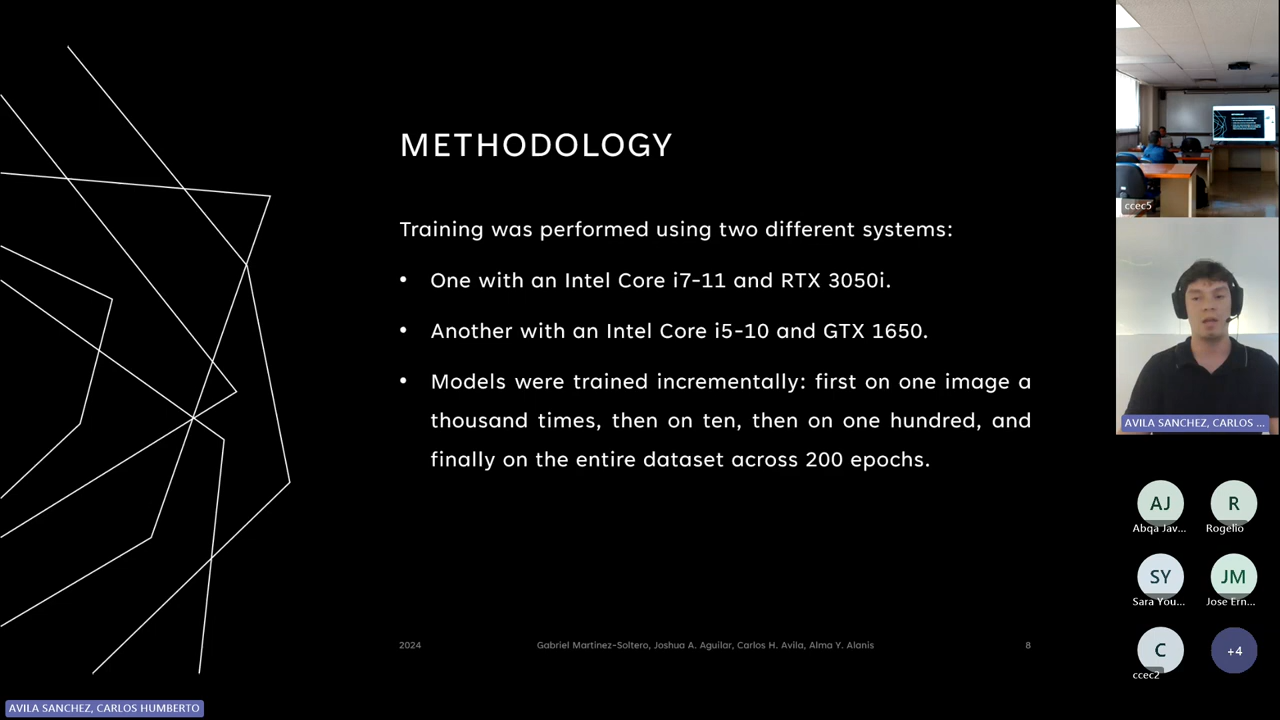 METHODOLOGY
Training was performed using two different systems:
• One with an Intel Core i7-11 and RTX 3050i.
• Another with an Intel Core i5-10 and GTX 1650.
• Models were trained incrementally: first on one image a
thousand times, then on ten, then on one hundred, and
finally on the entire dataset across 200 epochs.
2024
Gabriel Martinez-Soltero, Joshua A. Aguilar, Carlos H. Avila, Alma Y. Alanis
8
AVILA SANCHEZ, CARLOS HUMBERTO
ccec5
AVILA SANCHEZ, CARLOS ...
AJ
Abqa Jav...
R
Rogelio
SY
Sara You...
JM
Jose Ern...
C
ccec2
+4